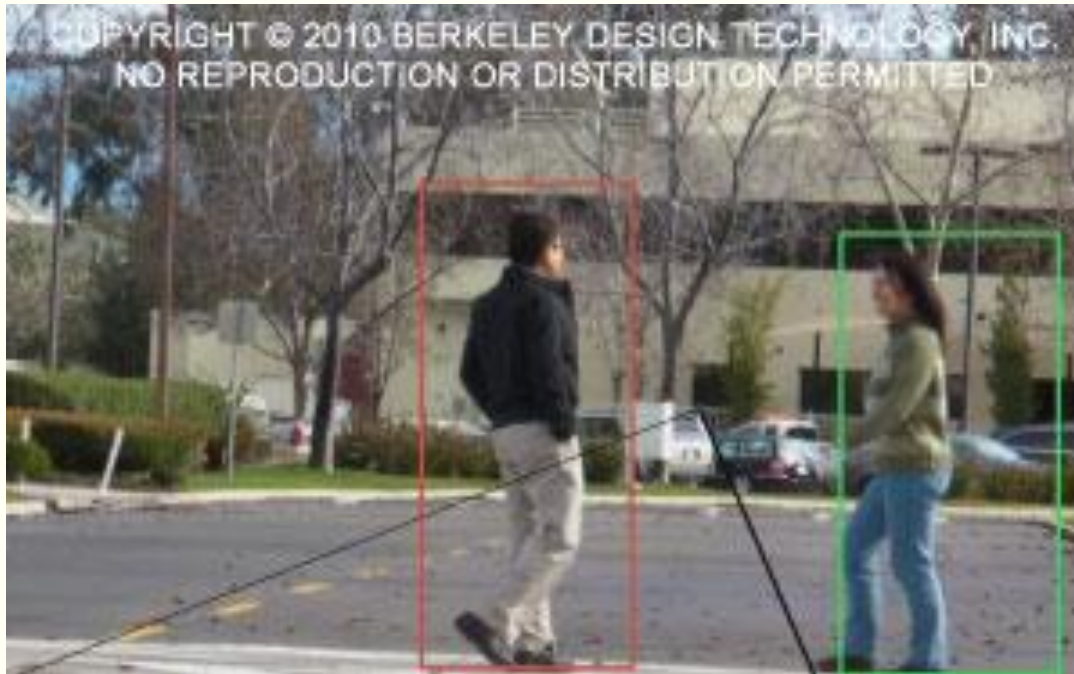 COPYRIGHT © 2010 BERKELEY DESIGN TECHNOLOGY, INC.
NO REPRODUCTION OR DISTRIBUTION PERMITTED